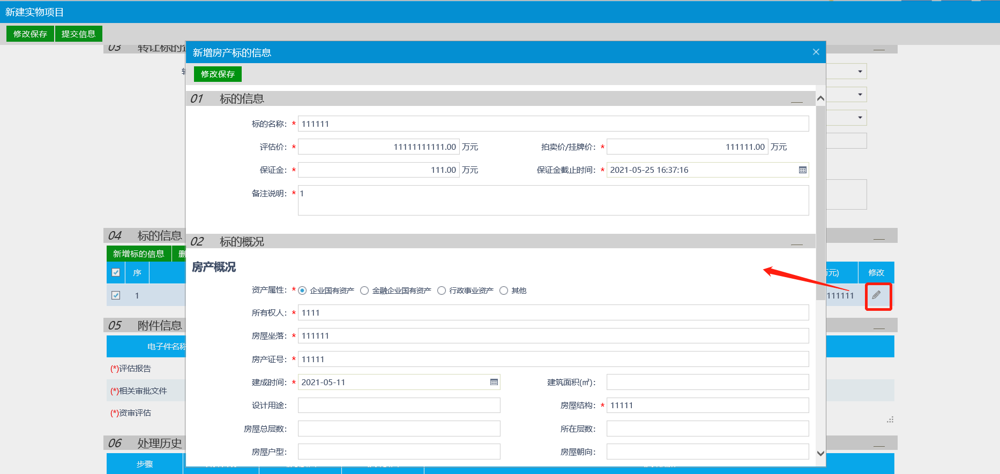 新建实物项目
修改保存 提交信息
03 转让标的
新增房产标的信息
修改保存
01 标的信息
标的名称: * 111111
评估价: * 11111111111.00 万元 拍卖价/挂牌价: * 111111.00 万元
保证金: * 111.00 万元 保证金截止时间: * 2021-05-25 16:37:16
备注说明: * 1
04 标的信息
02 标的概况
新增标的信息 删
房产概况
序 万元) 修改
资产属性: * 企业国有资产 金融企业国有资产 行政事业资产 其他
1 111111
所有权人: * 1111
05 附件信息
房屋坐落: * 111111
电子件名称
房产证号: * 11111
(*)评估报告
建成时间: * 2021-05-11 建筑面积(㎡):
(*)相关审批文件
设计用途: 房屋结构: * 11111
(*)资审评估
房屋总层数: 所在层数:
06 处理历史
房屋户型: 房屋朝向:
步骤